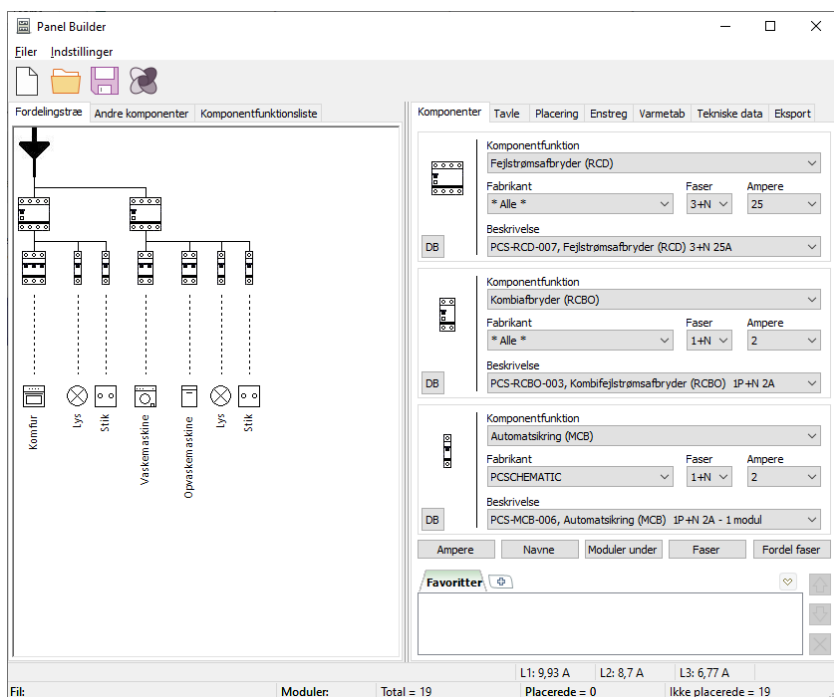 Panel Builder
Filer Indstillinger
Fordelingstræ Andre komponenter Komponentfunktionsliste
Komfur
Lys
Stik
Vaskemaskine
Opvaskemaskine
Lys
Stik
Komponenter Tavle Placering Enstreg Varmetab Tekniske data Eksport
Komponentfunktion
Fejlstrømsafbryder (RCD)
Fabrikant Faser Ampere
* Alle * 3+N 25
Beskrivelse
DB PCS-RCD-007, Fejlstrømsafbryder (RCD) 3+N 25A
Komponentfunktion
Kombiafbryder (RCBO)
Fabrikant Faser Ampere
* Alle * 1+N 2
Beskrivelse
DB PCS-RCBO-003, Kombifejlstrømsafbryder (RCBO) 1P+N 2A
Komponentfunktion
Automatsikring (MCB)
Fabrikant Faser Ampere
PCSCHEMATIC 1+N 2
Beskrivelse
DB PCS-MCB-006, Automatsikring (MCB) 1P+N 2A - 1 modul
Ampere Navne Moduler under Faser Fordel faser
Favoritter
L1: 9,93 A L2: 8,7 A L3: 6,77 A
Fil: Moduler: Total = 19 Placerede = 0 Ikke placerede = 19